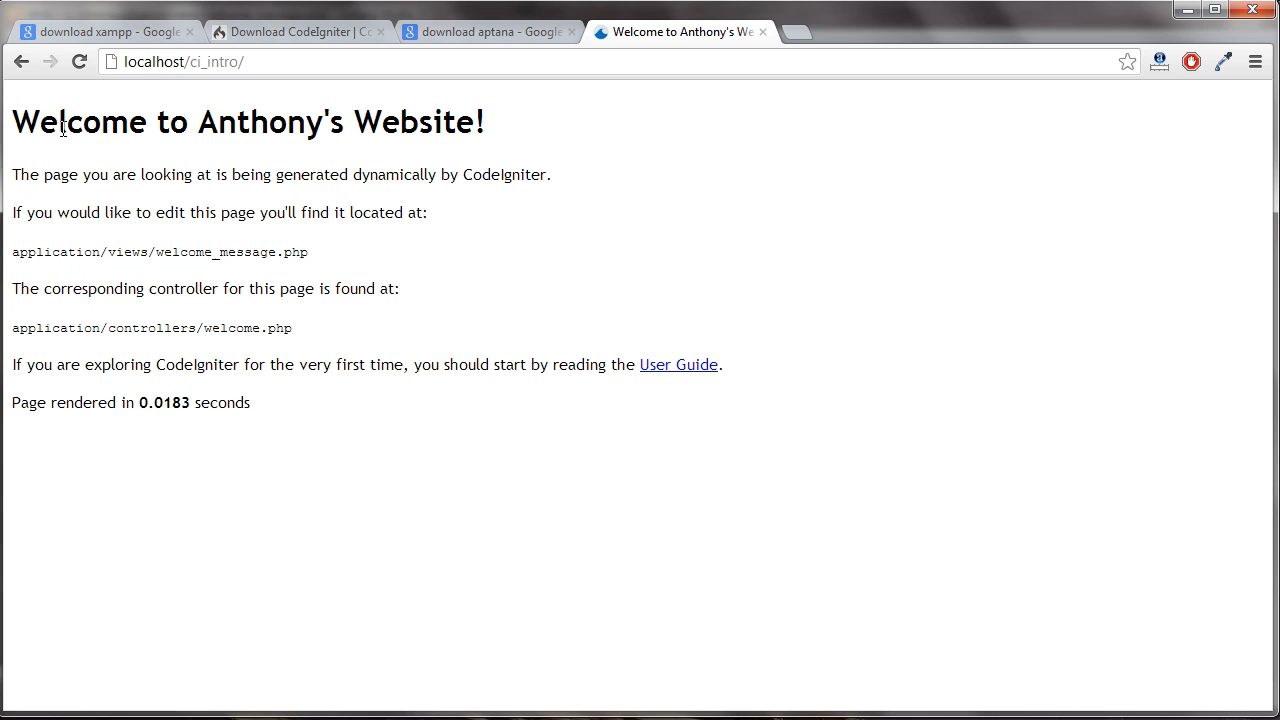 download xampp - Google
Download CodeIgniter | Co
download aptana - Google
Welcome to Anthony's We
localhost/ci_intro/
Welcome to Anthony's Website!
The page you are looking at is being generated dynamically by CodeIgniter.
If you would like to edit this page you'll find it located at:
application/views/welcome_message.php
The corresponding controller for this page is found at:
application/controllers/welcome.php
If you are exploring CodeIgniter for the very first time, you should start by reading the User Guide.
Page rendered in 0.0183 seconds